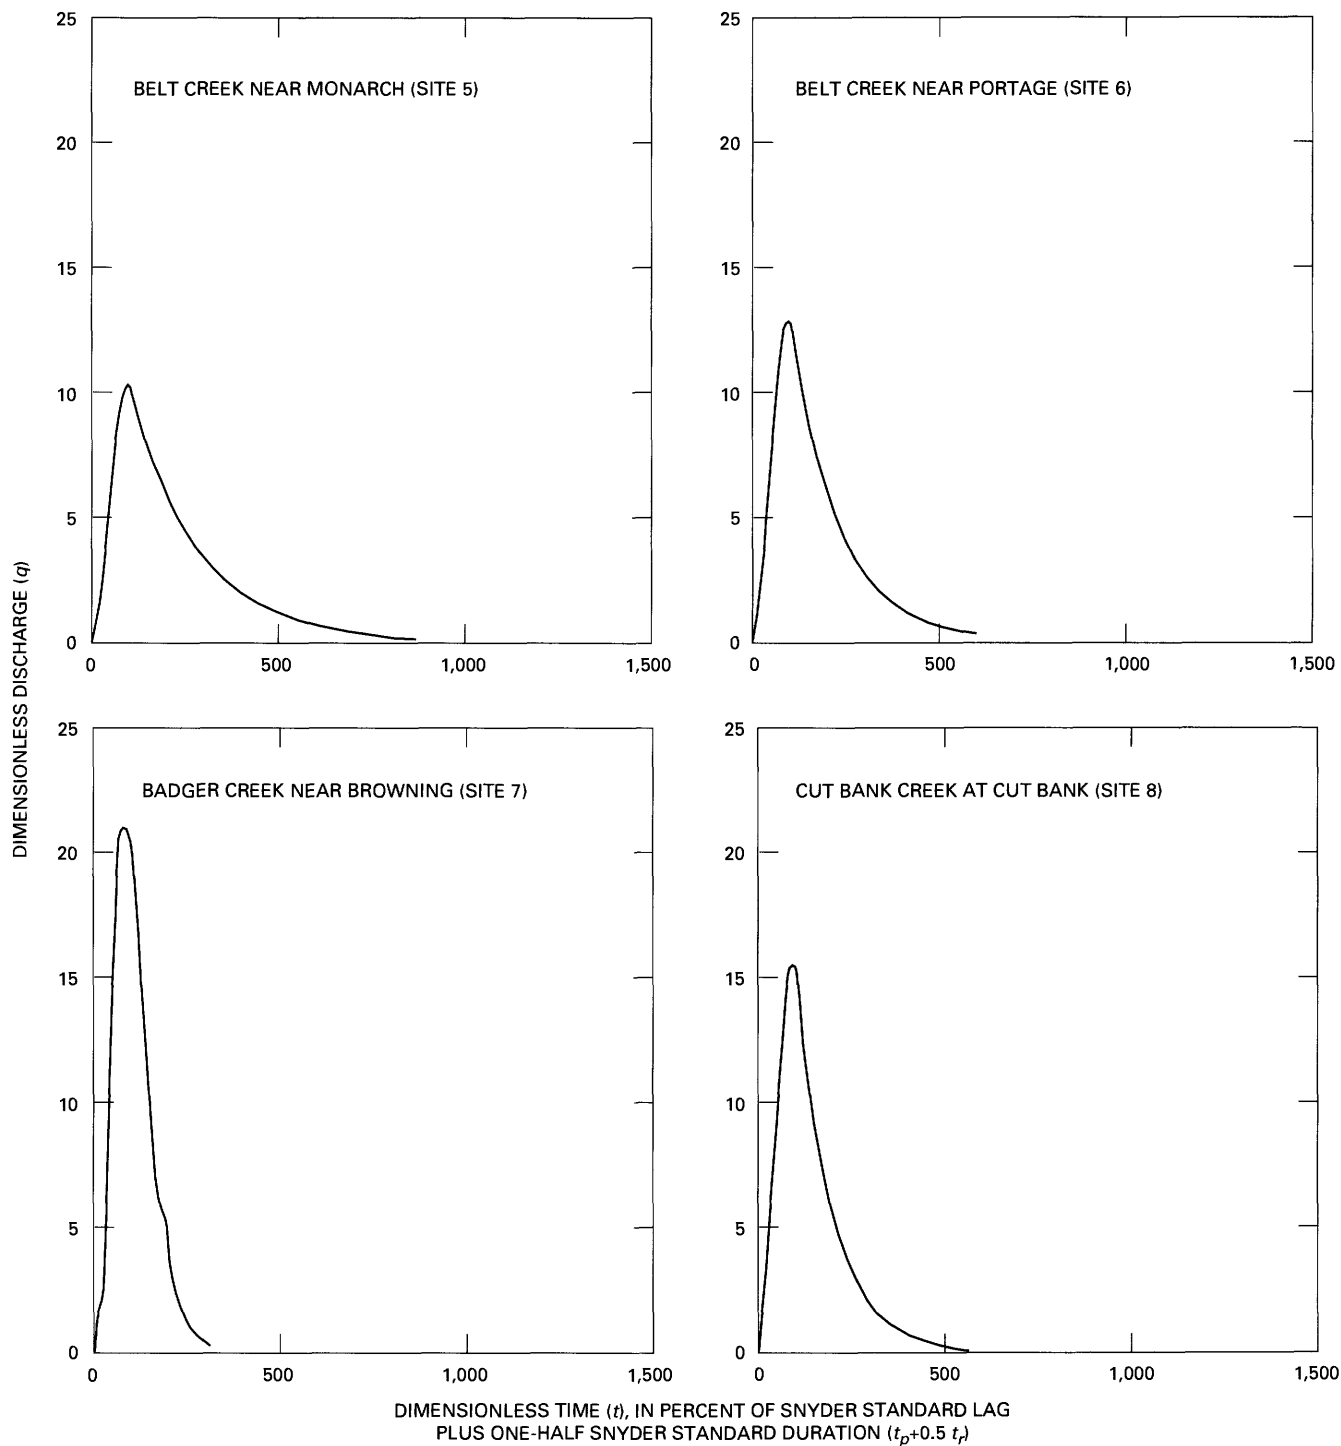 DIMENSIONLESS DISCHARGE (q)
25
BELT CREEK NEAR MONARCH (SITE 5)
20
15
10
5
0
0 500 1,000 1,500
25
BELT CREEK NEAR PORTAGE (SITE 6)
20
15
10
5
0
0 500 1,000 1,500
25
BADGER CREEK NEAR BROWNING (SITE 7)
20
15
10
5
0
0 500 1,000 1,500
25
CUT BANK CREEK AT CUT BANK (SITE 8)
20
15
10
5
0
0 500 1,000 1,500
DIMENSIONLESS TIME (t), IN PERCENT OF SNYDER STANDARD LAG
PLUS ONE-HALF SNYDER STANDARD DURATION (tp+0.5 tr)